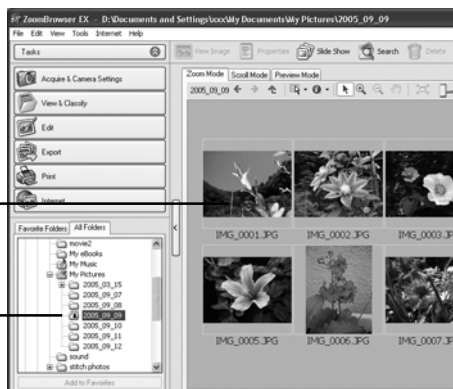 ZoomBrowser EX - D:\Documents and Settings\xxx\My Documents\My Pictures\2005_09_09
File Edit View Tools Internet Help
Tasks
View Image Properties Slide Show Search Delete
Acquire & Camera Settings
View & Classify
Edit
Export
Print
Internet
Zoom Mode Scroll Mode Preview Mode
2005_09_09
IMG_0001.JPG IMG_0002.JPG IMG_0003.JP
IMG_0005.JPG IMG_0006.JPG IMG_0007.J
Favorite Folders All Folders
movie2
My eBooks
My Music
My Pictures
2005_03_15
2005_09_07
2005_09_08
2005_09_09
2005_09_10
2005_09_11
2005_09_12
sound
stitch photos
Add to Favorites